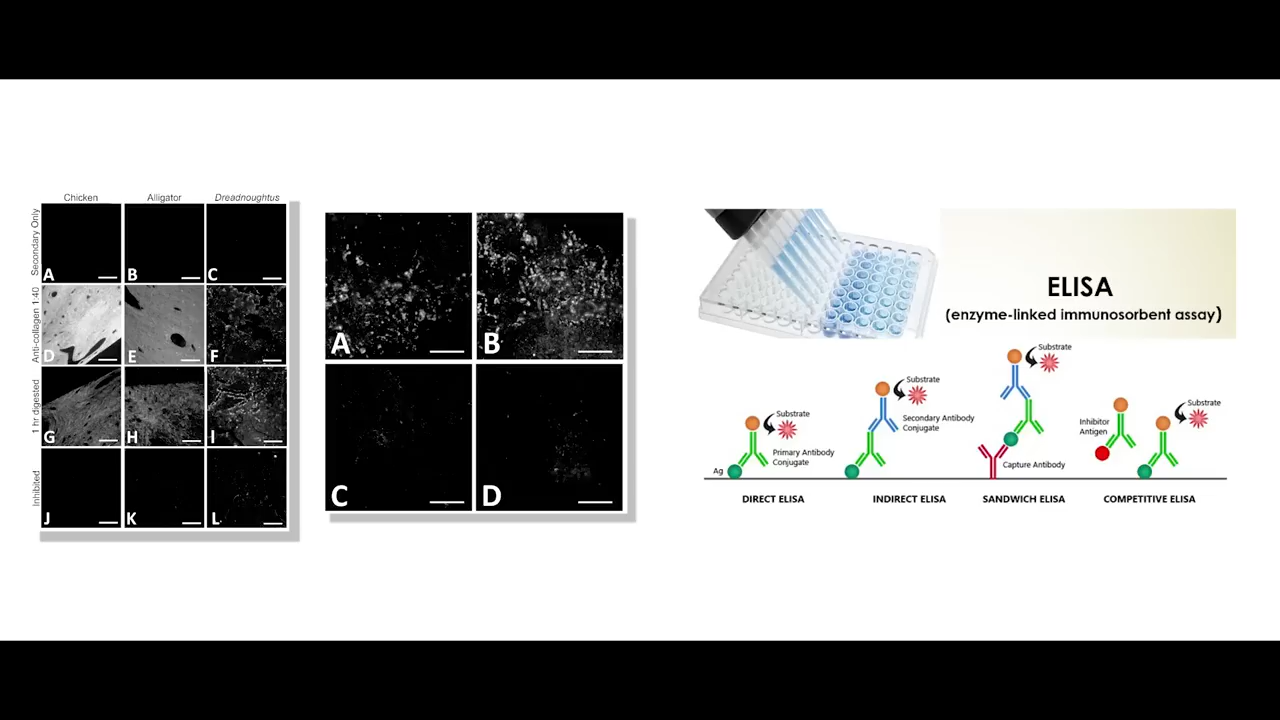 Chicken
Alligator
Dreadnoughtus
Secondary Only
A
B
C
Anti-collagen 1:40
D
E
F
1 hr digested
G
H
I
Inhibited
J
K
L
A
B
C
D
ELISA
(enzyme-linked immunosorbent assay)
Substrate
Primary Antibody
Conjugate
Ag
DIRECT ELISA
Substrate
Secondary Antibody
Conjugate
INDIRECT ELISA
Substrate
Capture Antibody
SANDWICH ELISA
Inhibitor
Antigen
Substrate
COMPETITIVE ELISA